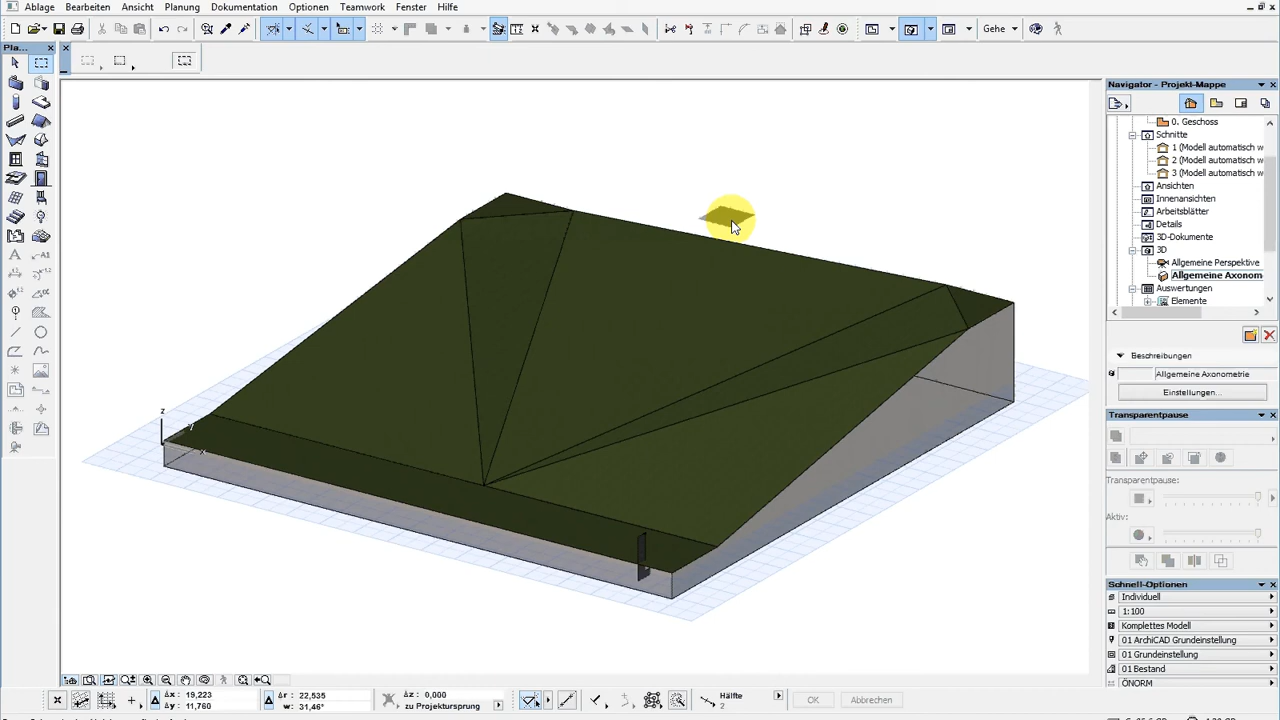 Ablage Bearbeiten Ansicht Planung Dokumentation Optionen Teamwork Fenster Hilfe
Gehe
Pla...
Navigator - Projekt-Mappe
0. Geschoss
Schnitte
1 (Modell automatisch w
2 (Modell automatisch w
3 (Modell automatisch w
Ansichten
Innenansichten
Arbeitsblätter
Details
3D-Dokumente
3D
Allgemeine Perspektive
Allgemeine Axonom
Auswertungen
Elemente
Beschreibungen
Allgemeine Axonometrie
Einstellungen...
Transparentpause
Transparentpause:
Aktiv:
Schnell-Optionen
Individuell
1:100
Komplettes Modell
01 ArchiCAD Grundeinstellung
01 Grundeinstellung
01 Bestand
ÖNORM
z
y
x
A1
Δx: 19,223
Δy: 11,760
Δr: 22,535
w: 31,46°
Δz: 0,000
zu Projektursprung
Hälfte
2
OK
Abbrechen